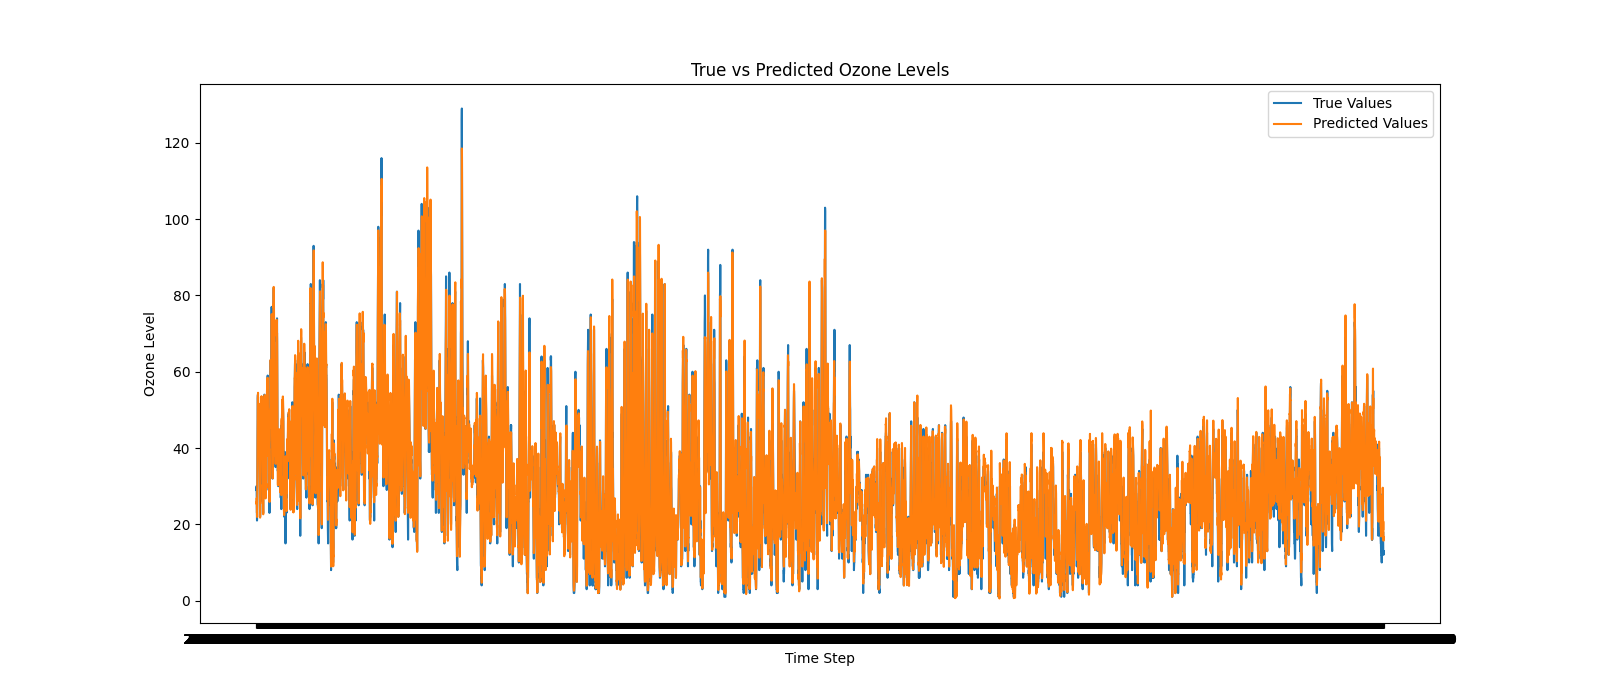 True vs Predicted Ozone Levels
True Values
Predicted Values
Ozone Level
120
100
80
60
40
20
0
Time Step